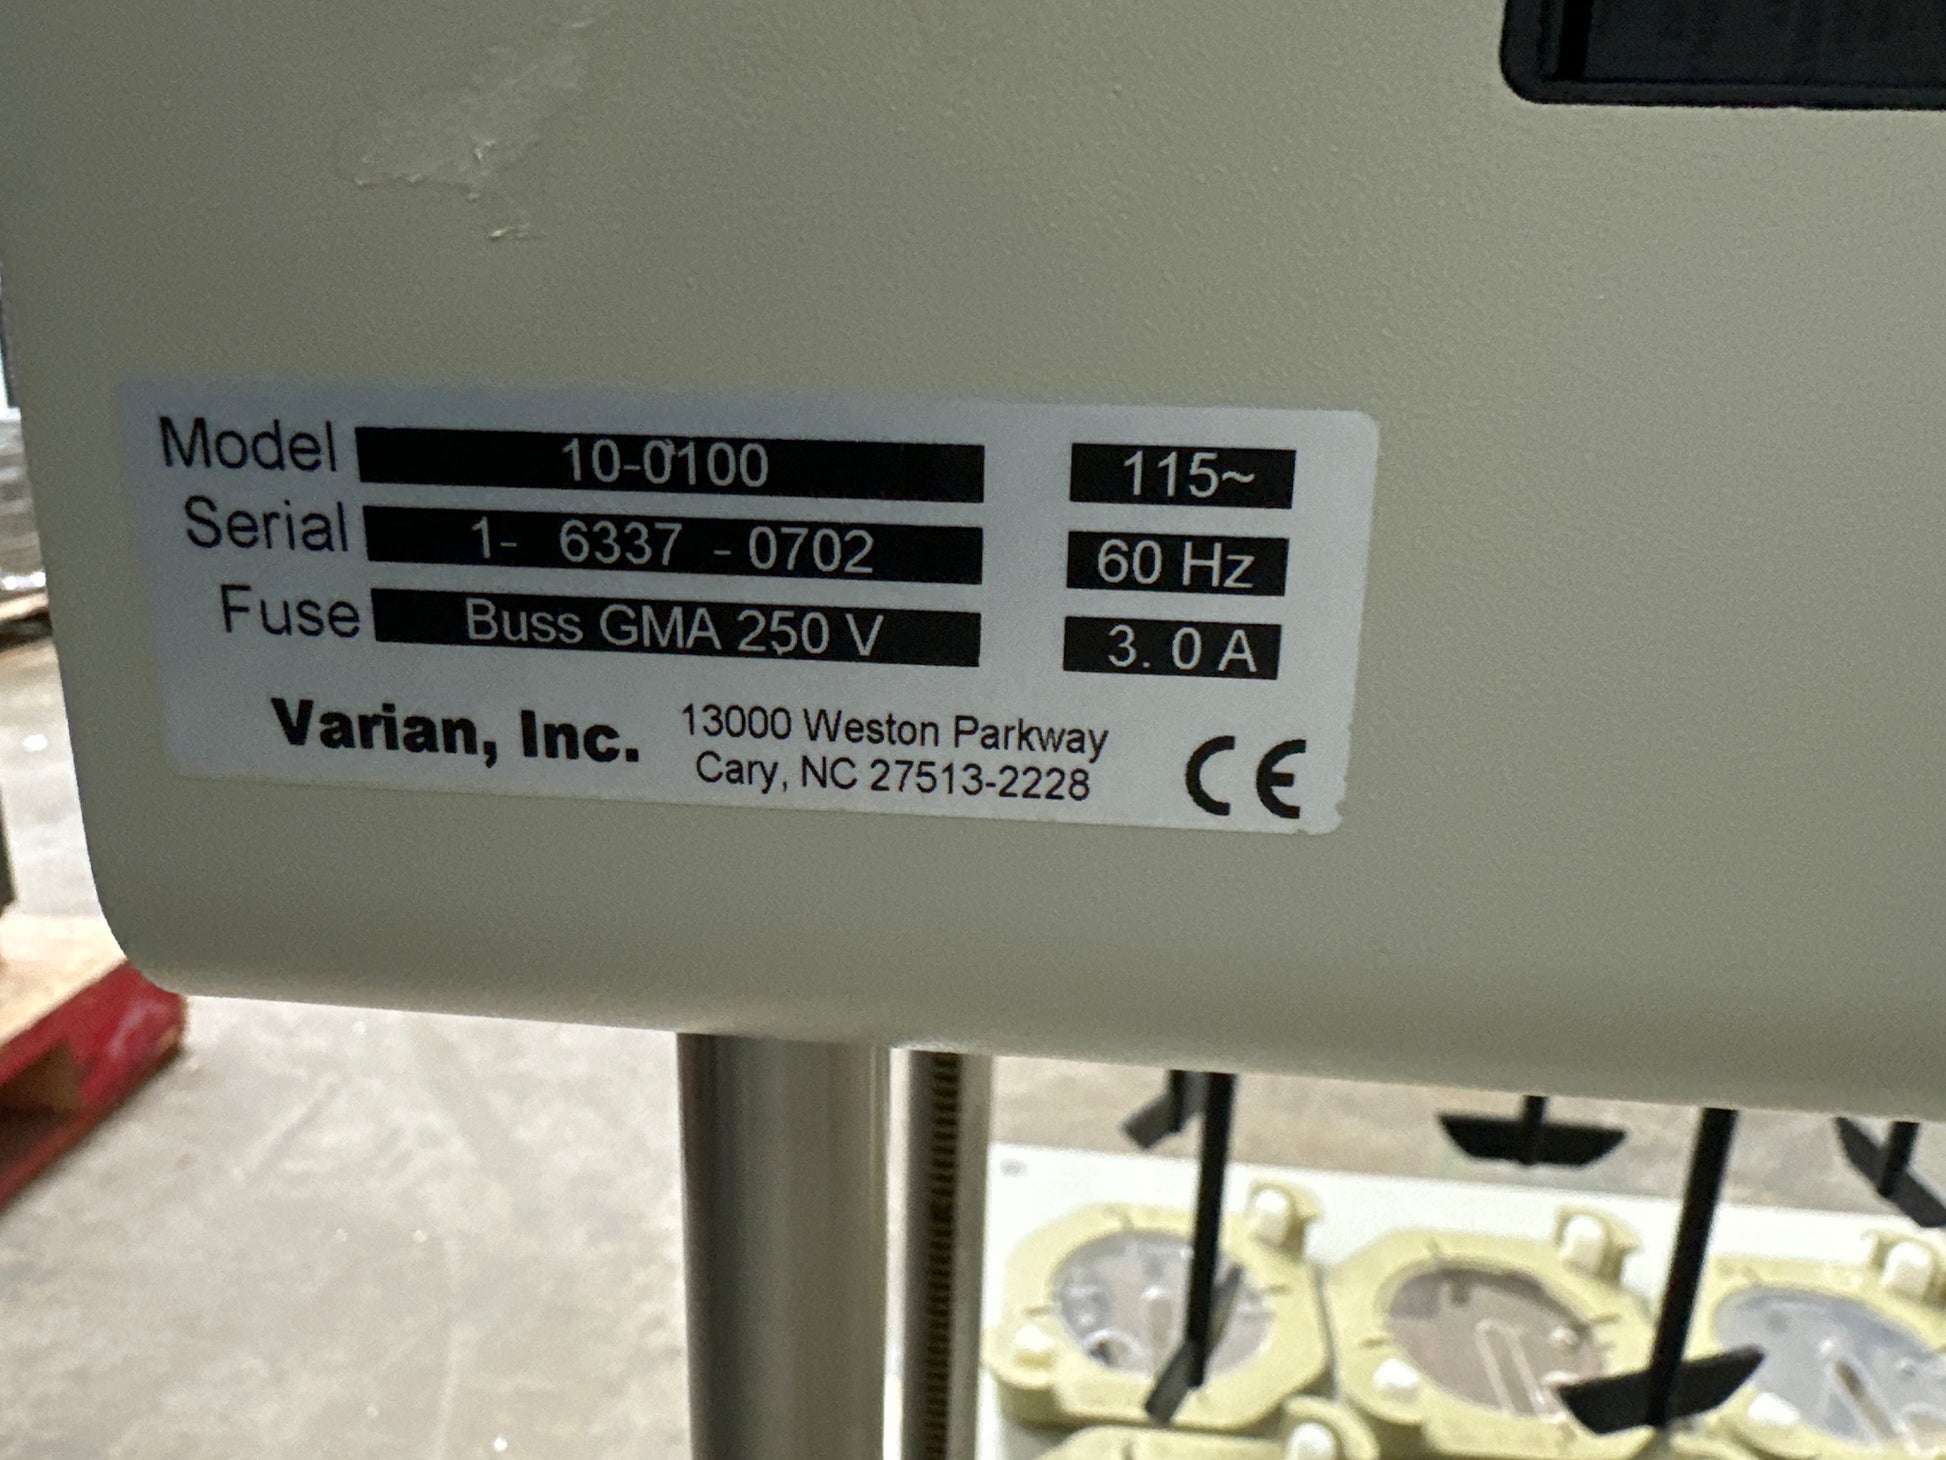 Model 10-0100 115~
Serial 1- 6337 - 0702 60 Hz
Fuse Buss GMA 250 V 3. 0 A
Varian, Inc. 13000 Weston Parkway
Cary, NC 27513-2228 CE